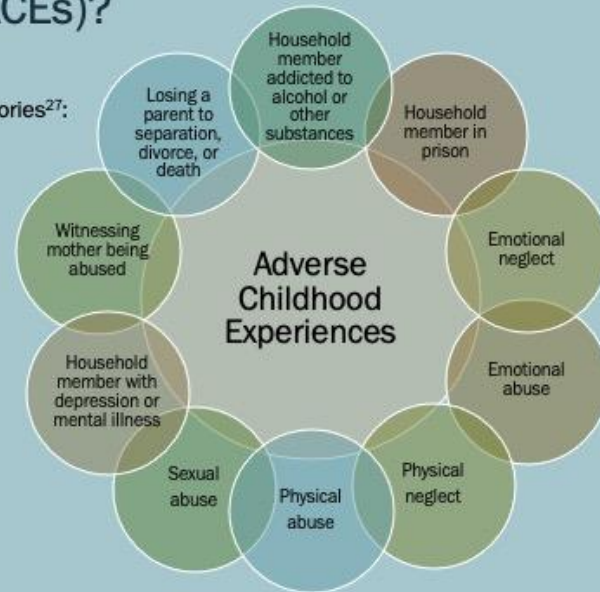 CEs)?
ories²⁷:
Household
member
addicted to
alcohol or
other
substances
Household
member in
prison
Emotional
neglect
Emotional
abuse
Physical
neglect
Physical
abuse
Sexual
abuse
Household
member with
depression or
mental illness
Witnessing
mother being
abused
Losing a
parent to
separation,
divorce, or
death
Adverse
Childhood
Experiences